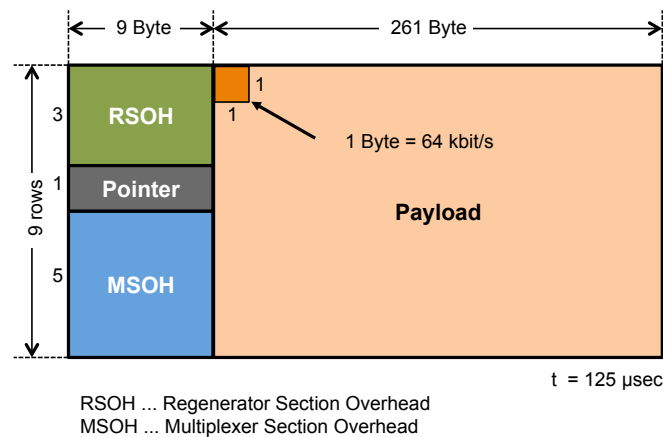 9 Byte
261 Byte
9 rows
3
RSOH
1
1
1 Byte = 64 kbit/s
1
Pointer
Payload
5
MSOH
t = 125 µsec
RSOH ... Regenerator Section Overhead
MSOH ... Multiplexer Section Overhead